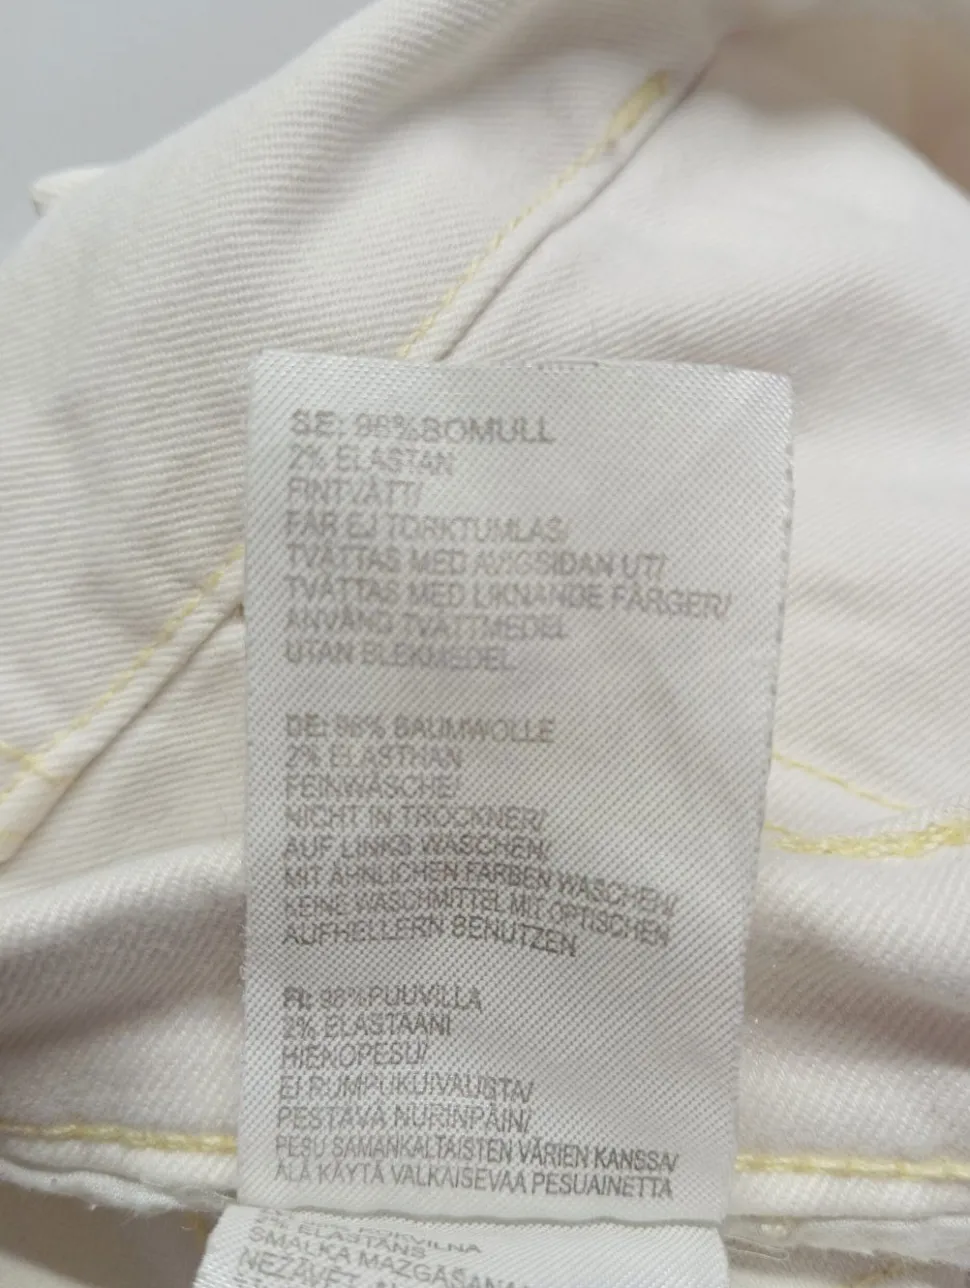 SE: 98%BOMULL
2% ELASTAN
FINTVÄTT/
FÅR EJ TORKTUMLAS/
TVÄTTAS MED AVIGSIDAN UT/
TVÄTTAS MED LIKNANDE FÄRGER/
ANVÄND TVÄTTMEDEL
UTAN BLEKMEDEL
DE: 98% BAUMWOLLE
2% ELASTHAN
FEINWÄSCHE/
NICHT IN TROCKNER/
AUF LINKS WASCHEN/
MIT ÄHNLICHEN FARBEN WASCHEN/
KEINE WASCHMITTEL MIT OPTISCHEN
AUFHELLERN BENUTZEN
FI: 98%PUUVILLA
2% ELASTAANI
HIENOPESU/
EI RUMPUKUIVAUSTA/
PESTÄVÄ NURINPÄIN/
PESU SAMANKALTAISTEN VÄRIEN KANSSA/
ÄLÄ KÄYTÄ VALKAISEVAA PESUAINETTA
2% ELASTĀNS
SMALKA MAZGĀŠANA/
NEŽĀVĒT